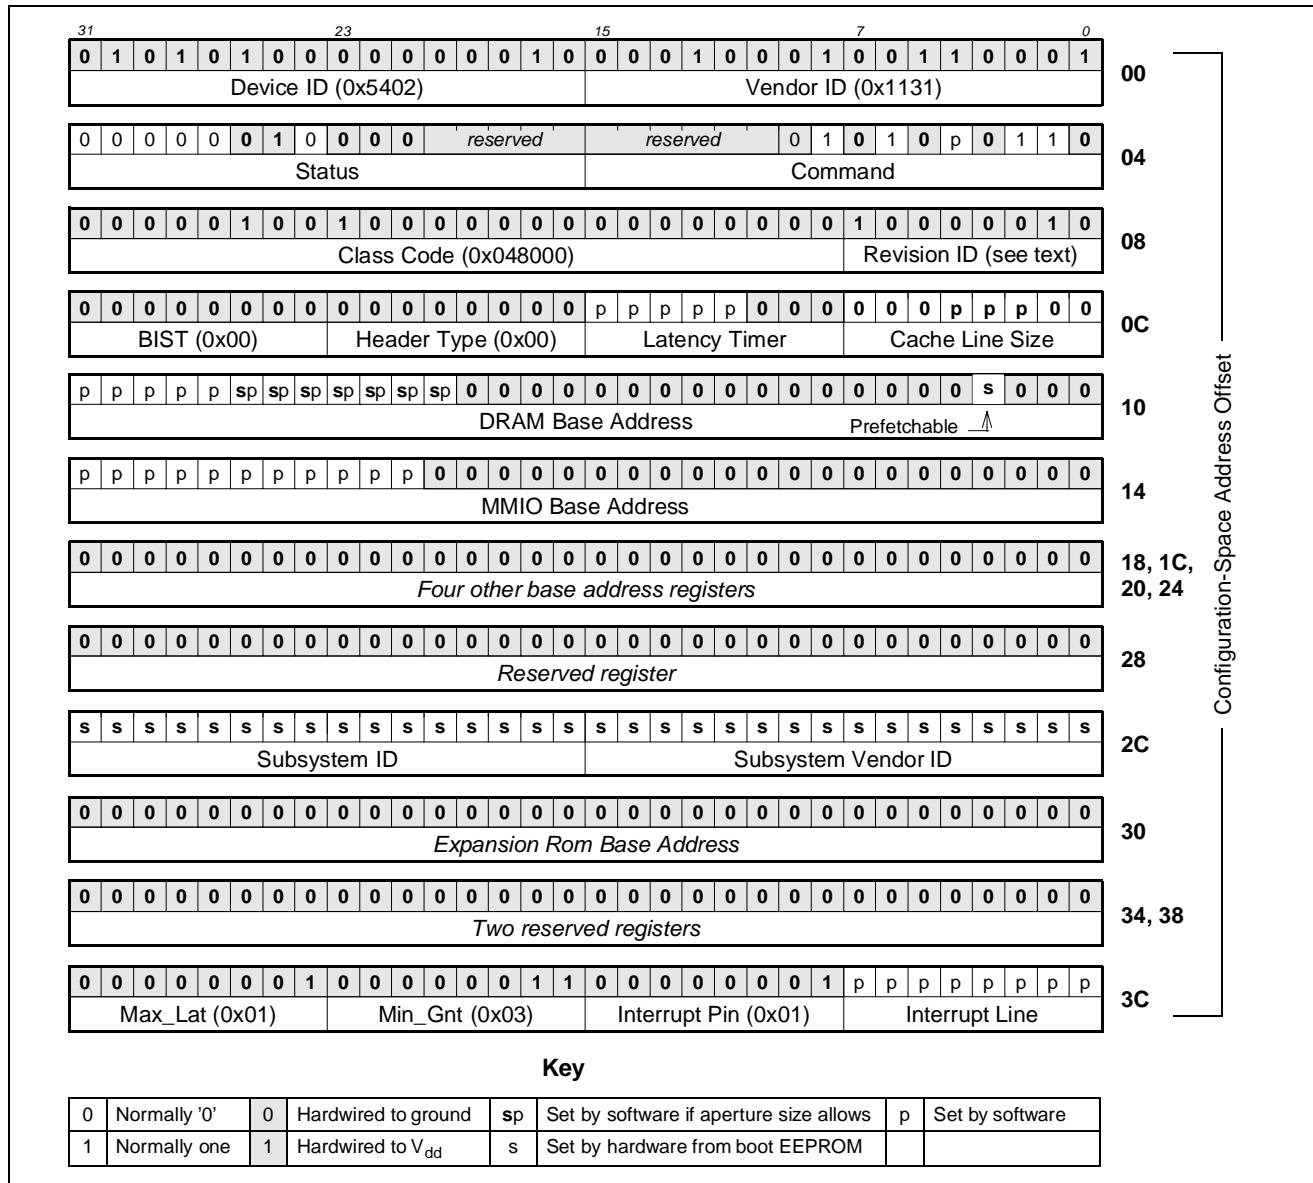 31 23 15 7 0
0 1 0 1 0 1 0 0 0 0 0 0 0 0 1 0 0 0 0 1 0 0 0 1 0 0 1 1 0 0 0 1
Device ID (0x5402) Vendor ID (0x1131) 00
0 0 0 0 0 0 1 0 0 0 0 reserved reserved 0 1 0 1 0 p 0 1 1 0
Status Command 04
0 0 0 0 0 1 0 0 1 0 0 0 0 0 0 0 0 0 0 0 0 0 0 0 1 0 0 0 0 0 1 0
Class Code (0x048000) Revision ID (see text) 08
0 0 0 0 0 0 0 0 0 0 0 0 0 0 0 0 p p p p p 0 0 0 0 0 0 p p p 0 0
BIST (0x00) Header Type (0x00) Latency Timer Cache Line Size 0C
p p p p p sp sp sp sp sp sp sp 0 0 0 0 0 0 0 0 0 0 0 0 0 0 0 0 s 0 0 0
DRAM Base Address Prefetchable 10
p p p p p p p p p p p 0 0 0 0 0 0 0 0 0 0 0 0 0 0 0 0 0 0 0 0 0
MMIO Base Address 14
0 0 0 0 0 0 0 0 0 0 0 0 0 0 0 0 0 0 0 0 0 0 0 0 0 0 0 0 0 0 0 0
Four other base address registers 18, 1C,
20, 24
0 0 0 0 0 0 0 0 0 0 0 0 0 0 0 0 0 0 0 0 0 0 0 0 0 0 0 0 0 0 0 0
Reserved register 28
s s s s s s s s s s s s s s s s s s s s s s s s s s s s s s s s
Subsystem ID Subsystem Vendor ID 2C
0 0 0 0 0 0 0 0 0 0 0 0 0 0 0 0 0 0 0 0 0 0 0 0 0 0 0 0 0 0 0 0
Expansion Rom Base Address 30
0 0 0 0 0 0 0 0 0 0 0 0 0 0 0 0 0 0 0 0 0 0 0 0 0 0 0 0 0 0 0 0
Two reserved registers 34, 38
0 0 0 0 0 0 0 1 0 0 0 0 0 0 1 1 0 0 0 0 0 0 0 1 p p p p p p p p
Max_Lat (0x01) Min_Gnt (0x03) Interrupt Pin (0x01) Interrupt Line 3C
Configuration-Space Address Offset
Key
0 Normally '0' 0 Hardwired to ground sp Set by software if aperture size allows p Set by software
1 Normally one 1 Hardwired to Vdd s Set by hardware from boot EEPROM